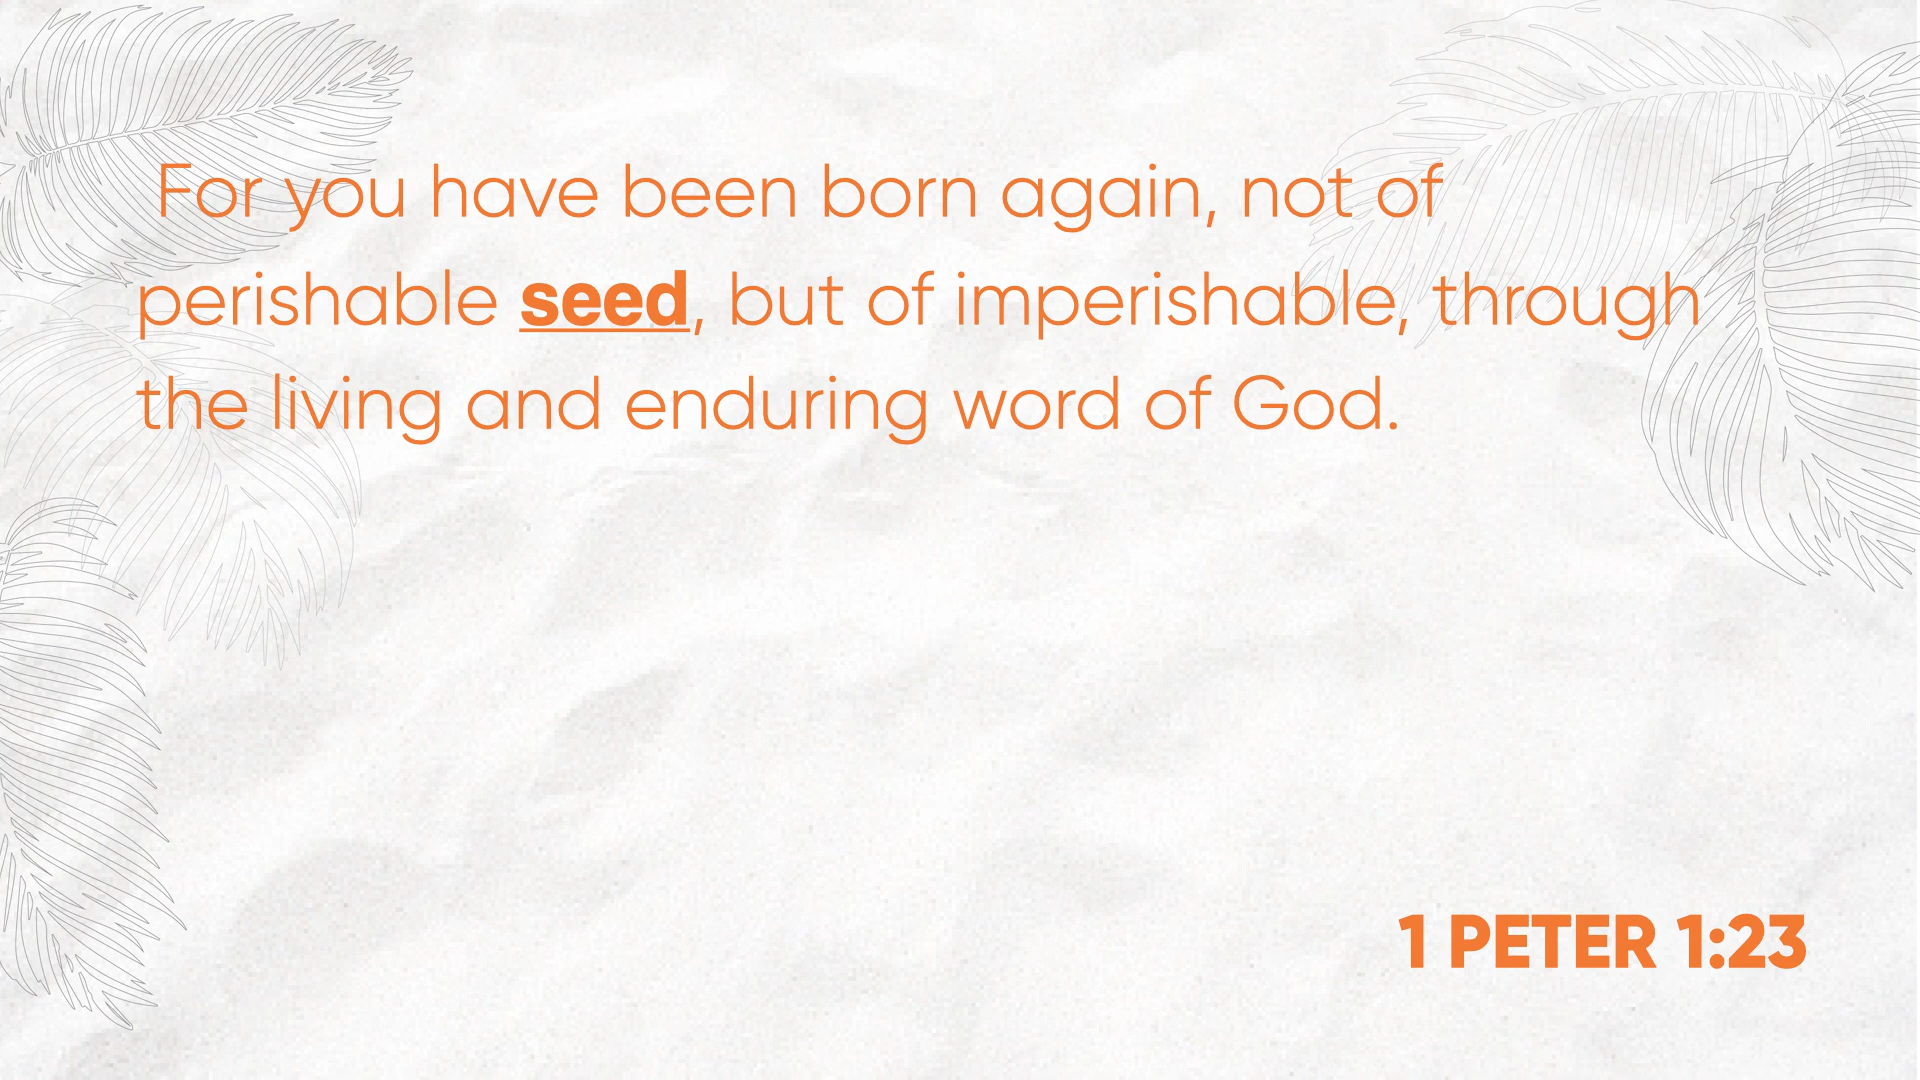 For you have been born again, not of
perishable seed, but of imperishable, through
the living and enduring word of God.
1 PETER 1:23